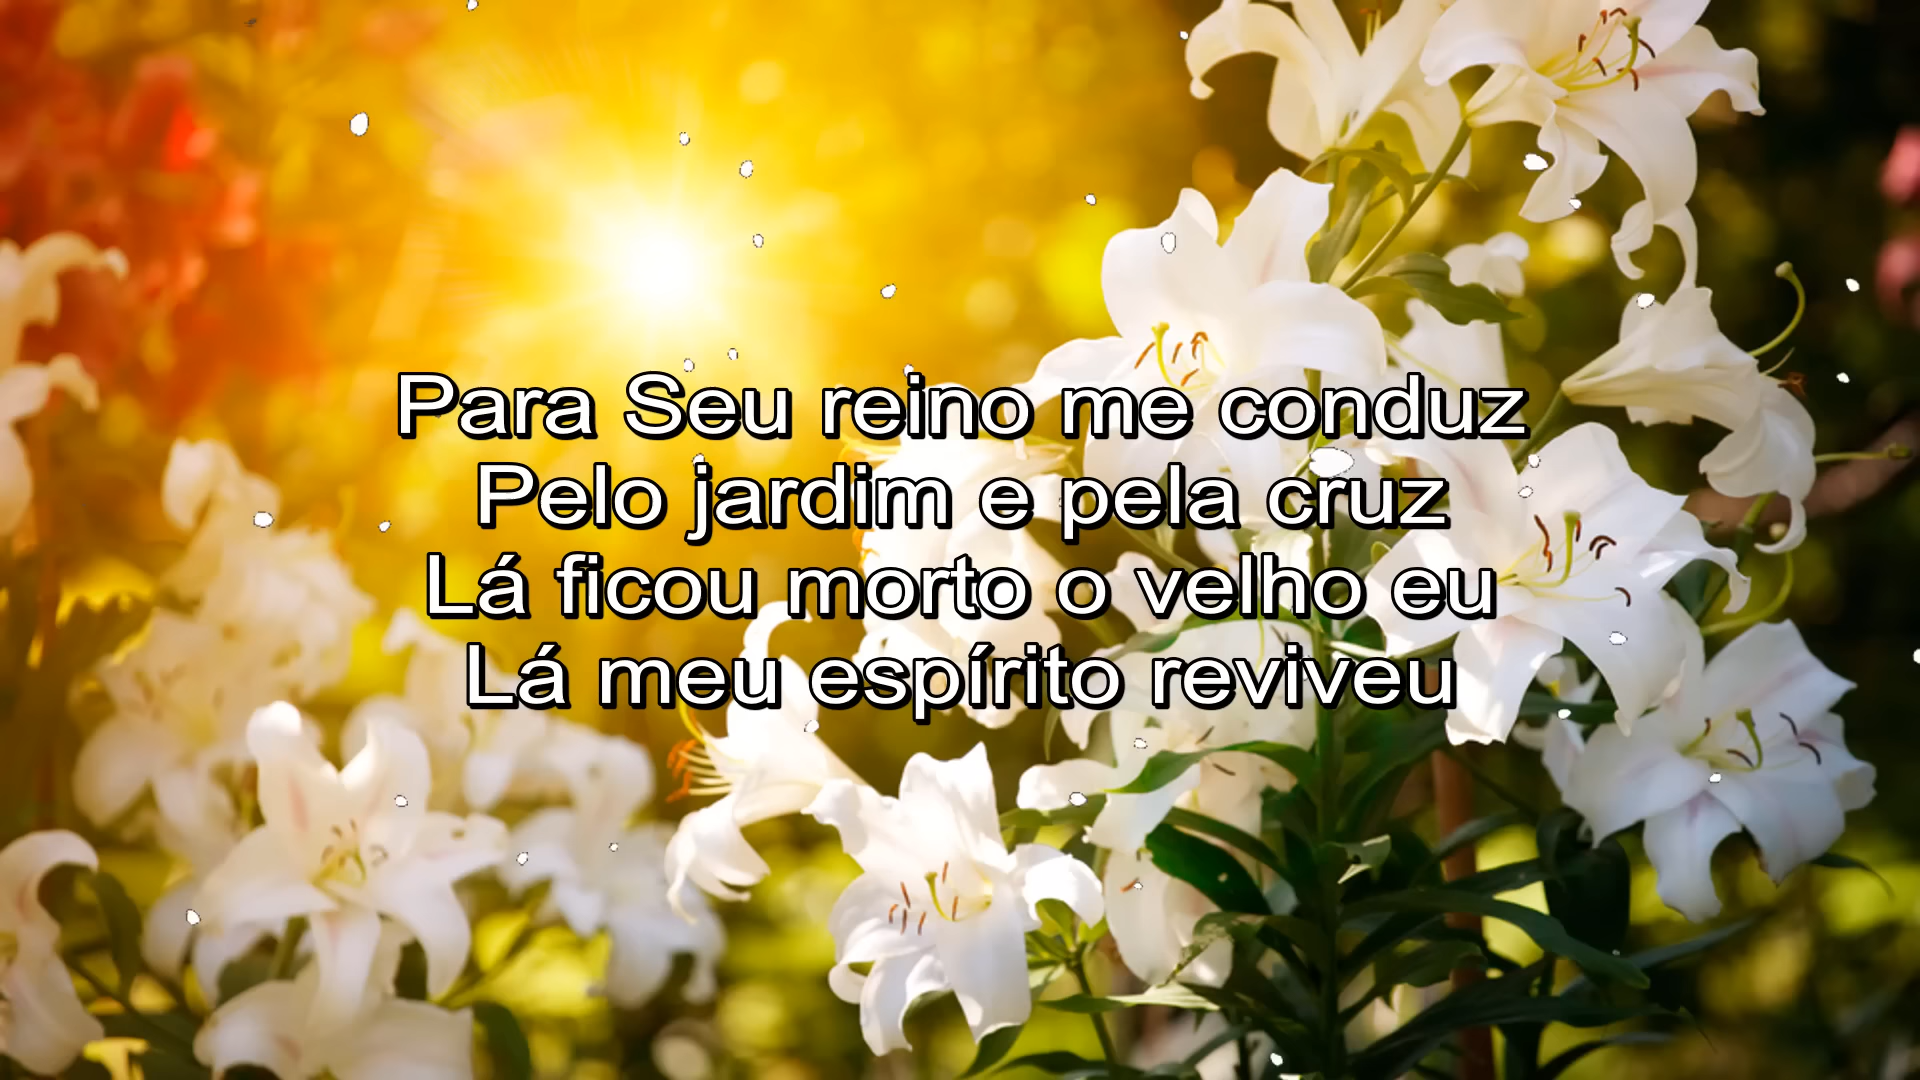 Para Seu reino me conduz
Pelo jardim e pela cruz
Lá ficou morto o velho eu
Lá meu espírito reviveu